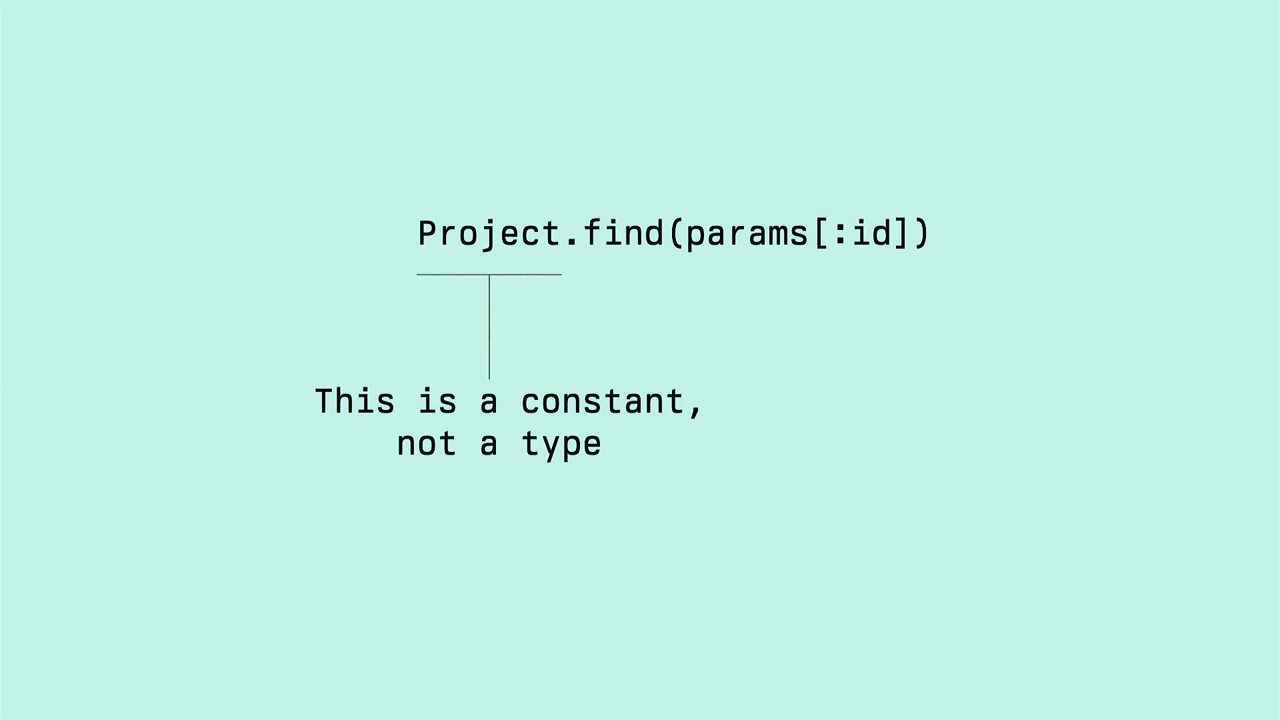 Project.find(params[:id])
This is a constant,
not a type